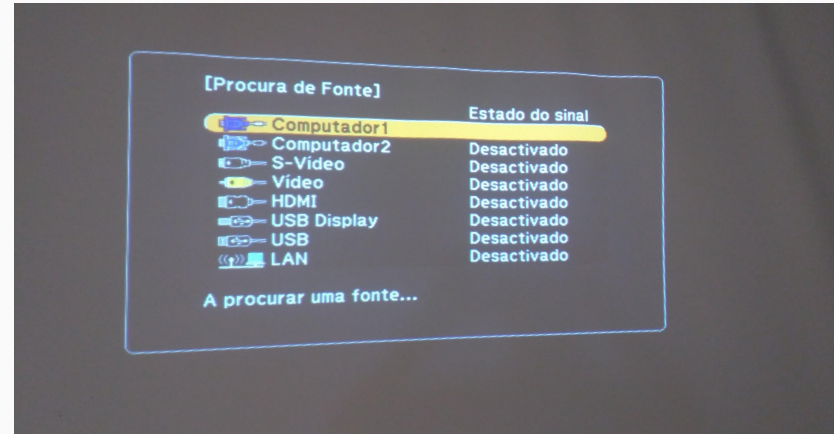 [Procura de Fonte]
Estado do sinal
Computador1
Computador2 Desactivado
S-Vídeo Desactivado
Vídeo Desactivado
HDMI Desactivado
USB Display Desactivado
USB Desactivado
LAN Desactivado
A procurar uma fonte...